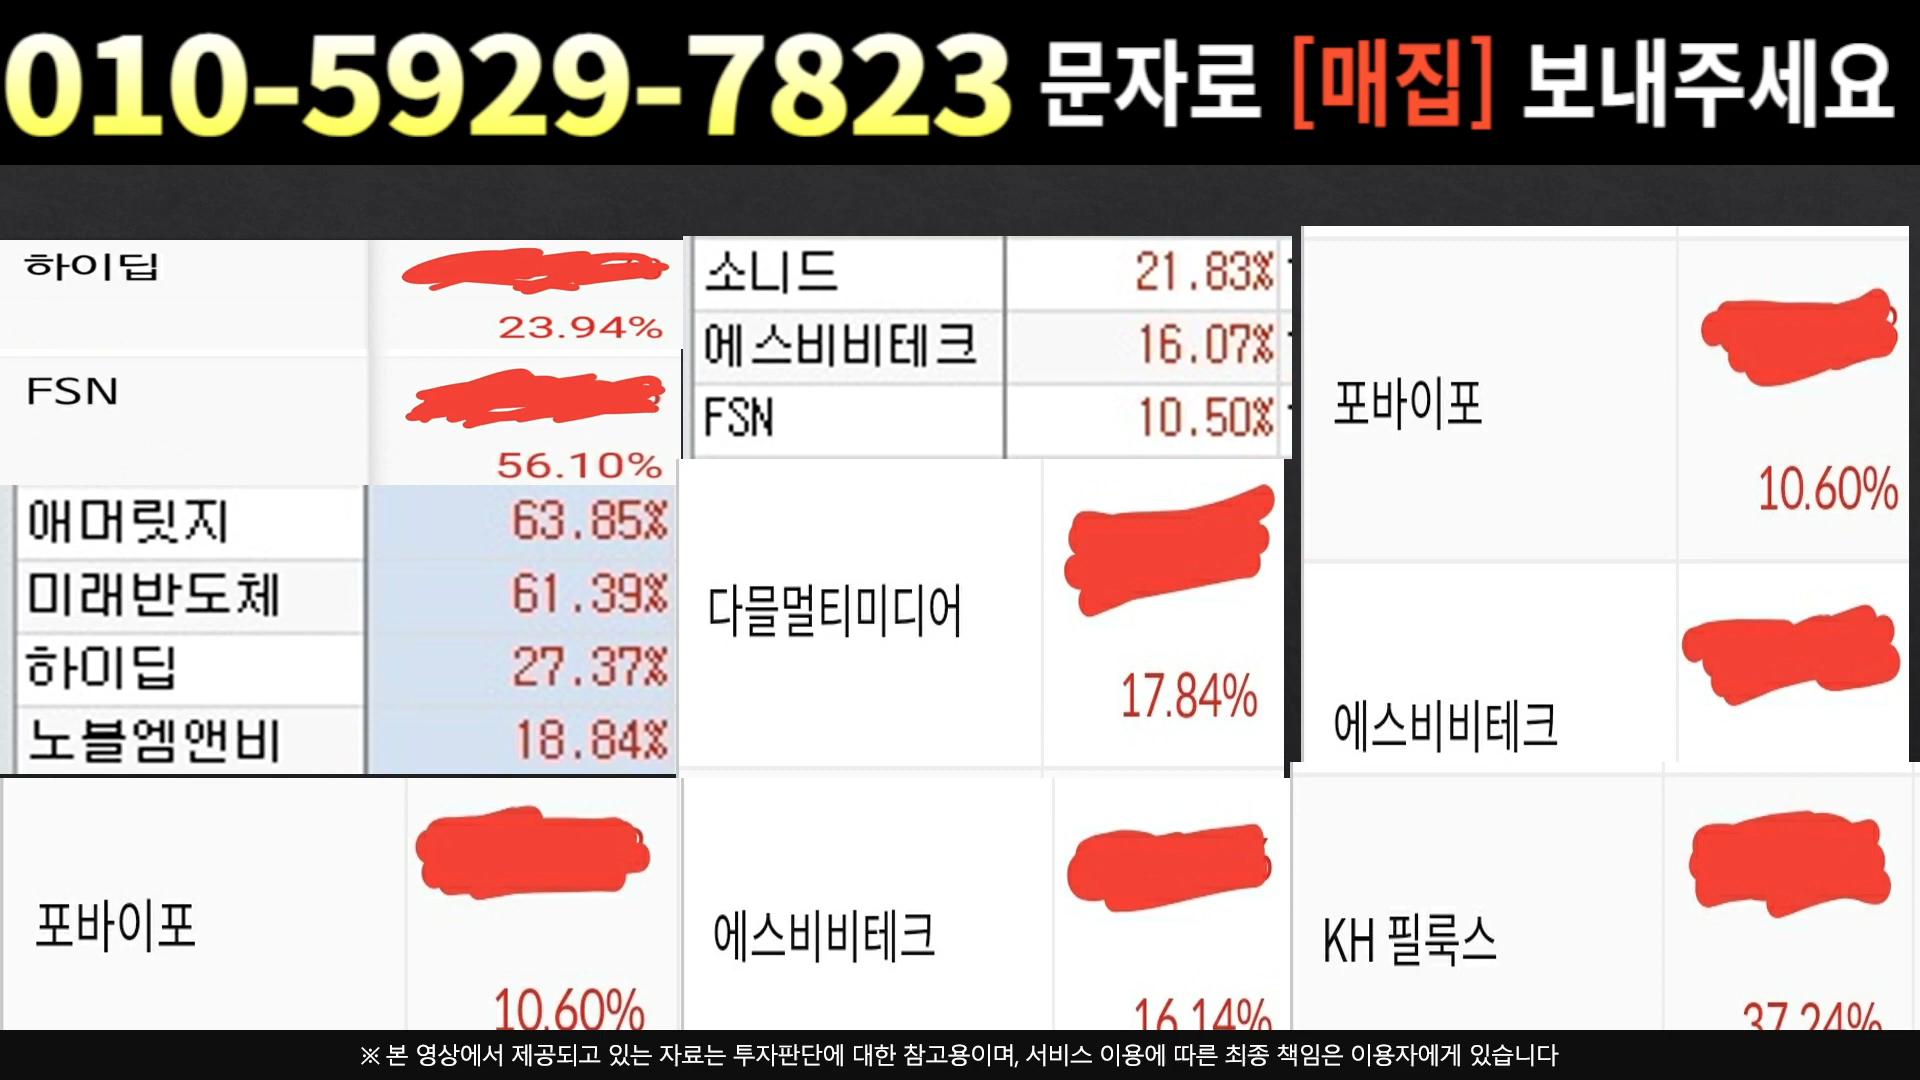 010-5929-7823 문자로 [매집] 보내주세요
하이딥
23.94%
FSN
56.10%
애머릿지 63.85%
미래반도체 61.39%
하이딥 27.37%
노블엠앤비 18.84%
소니드 21.83%
에스비비테크 16.07%
FSN 10.50%
다믈멀티미디어
17.84%
포바이포
10.60%
에스비비테크
포바이포
10.60%
에스비비테크
16.14%
KH 필룩스
37.24%
※ 본 영상에서 제공되고 있는 자료는 투자판단에 대한 참고용이며, 서비스 이용에 따른 최종 책임은 이용자에게 있습니다